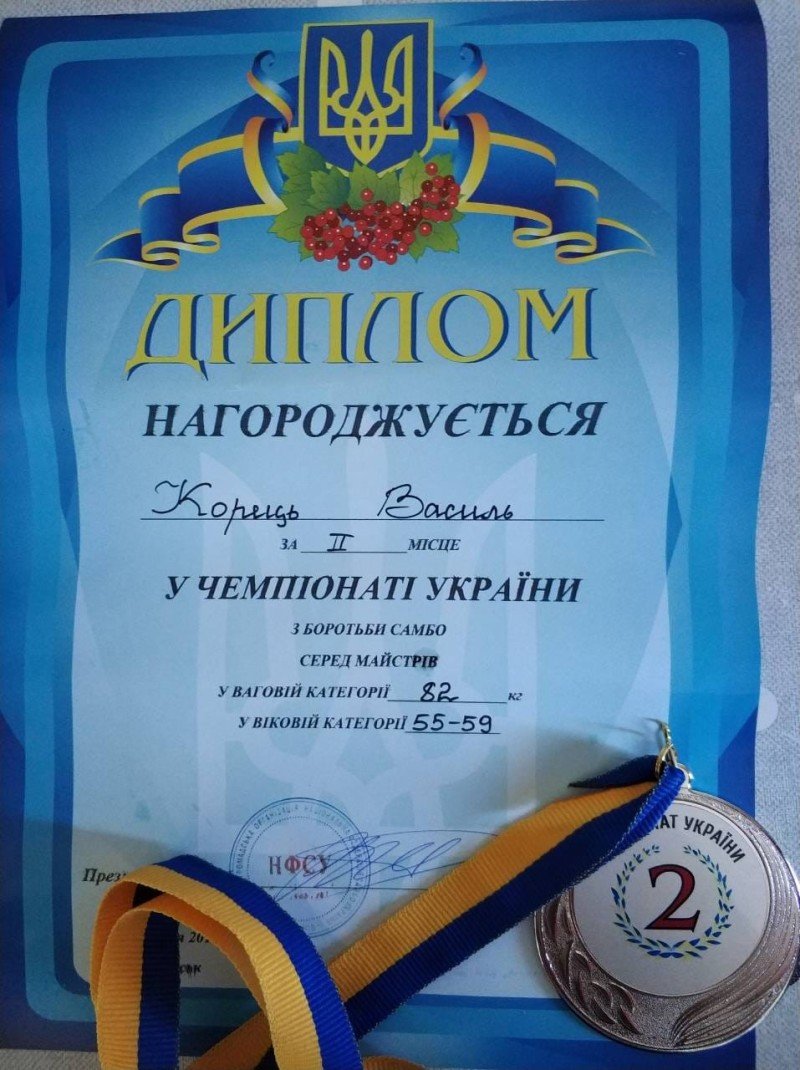 ДИПЛОМ
НАГОРОДЖУЄТЬСЯ
Корець Василь
ЗА II МІСЦЕ
У ЧЕМПІОНАТІ УКРАЇНИ
З БОРОТЬБИ САМБО
СЕРЕД МАЙСТРІВ
У ВАГОВІЙ КАТЕГОРІЇ 82 кг
У ВІКОВІЙ КАТЕГОРІЇ 55-59
НФСУ
УКРАЇНИ
2